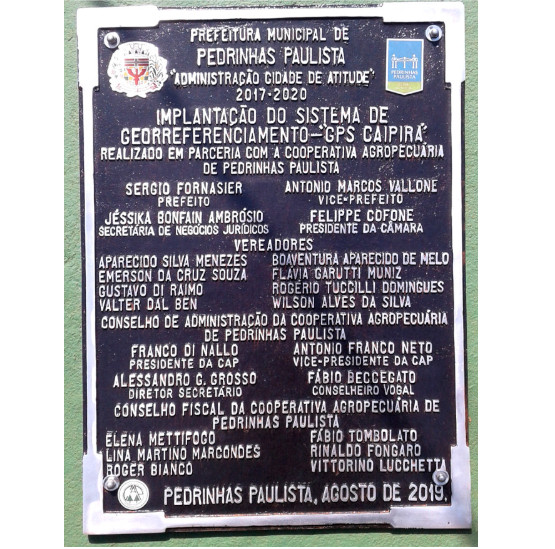 PREFEITURA MUNICIPAL DE
PEDRINHAS PAULISTA
"ADMINISTRAÇÃO CIDADE DE ATITUDE"
2017-2020
PEDRINHAS
PAULISTA
IMPLANTAÇÃO DO SISTEMA DE
GEORREFERENCIAMENTO-"GPS CAIPIRA"
REALIZADO EM PARCERIA COM A COOPERATIVA AGROPECUÁRIA
DE PEDRINHAS PAULISTA
SERGIO FORNASIER ANTONIO MARCOS VALLONE
PREFEITO VICE-PREFEITO
JÉSSIKA BONFAIN AMBRÓSIO FELIPPE COFONE
SECRETÁRIA DE NEGÓCIOS JURÍDICOS PRESIDENTE DA CÂMARA
VEREADORES
APARECIDO SILVA MENEZES BOAVENTURA APARECIDO DE MELO
EMERSON DA CRUZ SOUZA FLAVIA GARUTTI MUNIZ
GUSTAVO DI RAIMO ROGÉRIO TUCCILLI DOMINGUES
VALTER DAL BEN WILSON ALVES DA SILVA
CONSELHO DE ADMINISTRAÇÃO DA COOPERATIVA AGROPECUÁRIA
DE PEDRINHAS PAULISTA
FRANCO DI NALLO ANTONIO FRANCO NETO
PRESIDENTE DA CAP VICE-PRESIDENTE DA CAP
ALESSANDRO G. GROSSO FÁBIO BECCEGATO
DIRETOR SECRETÁRIO CONSELHEIRO VOGAL
CONSELHO FISCAL DA COOPERATIVA AGROPECUÁRIA DE
PEDRINHAS PAULISTA
ELENA METTIFOGO FÁBIO TOMBOLATO
LINA MARTINO MARCONDES RINALDO FONGARO
ROGER BIANCO VITTORINO LUCCHETTA
PEDRINHAS PAULISTA, AGOSTO DE 2019.